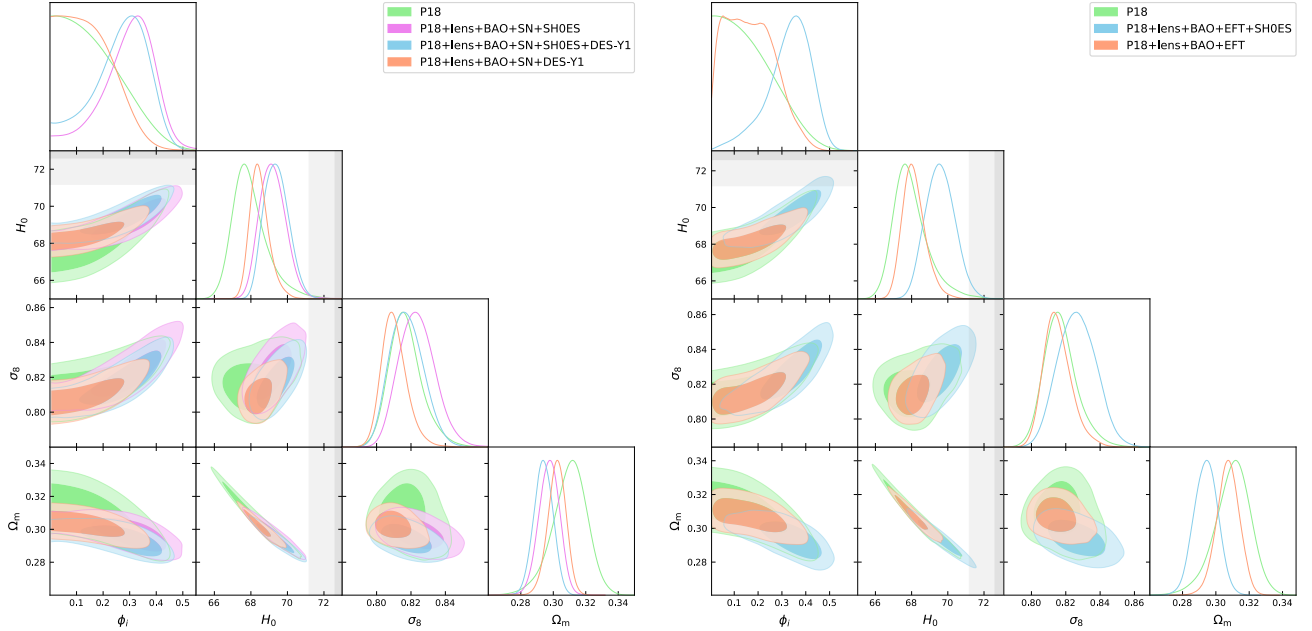 P18
P18+lens+BAO+SN+SH0ES
P18+lens+BAO+SN+SH0ES+DES-Y1
P18+lens+BAO+SN+DES-Y1
72
70
68
66
H₀
0.86
0.84
0.82
0.80
σ₈
0.34
0.32
0.30
0.28
Ωₘ
0.1 0.2 0.3 0.4 0.5
ϕᵢ
66 68 70 72
H₀
0.80 0.84
σ₈
0.28 0.30 0.34
Ωₘ
P18
P18+lens+BAO+EFT+SH0ES
P18+lens+BAO+EFT
72
70
68
66
H₀
0.86
0.84
0.82
0.80
σ₈
0.34
0.32
0.30
0.28
Ωₘ
0.1 0.2 0.3 0.4 0.5
ϕᵢ
66 68 70 72
H₀
0.80 0.82 0.84 0.86
σ₈
0.28 0.30 0.34
Ωₘ